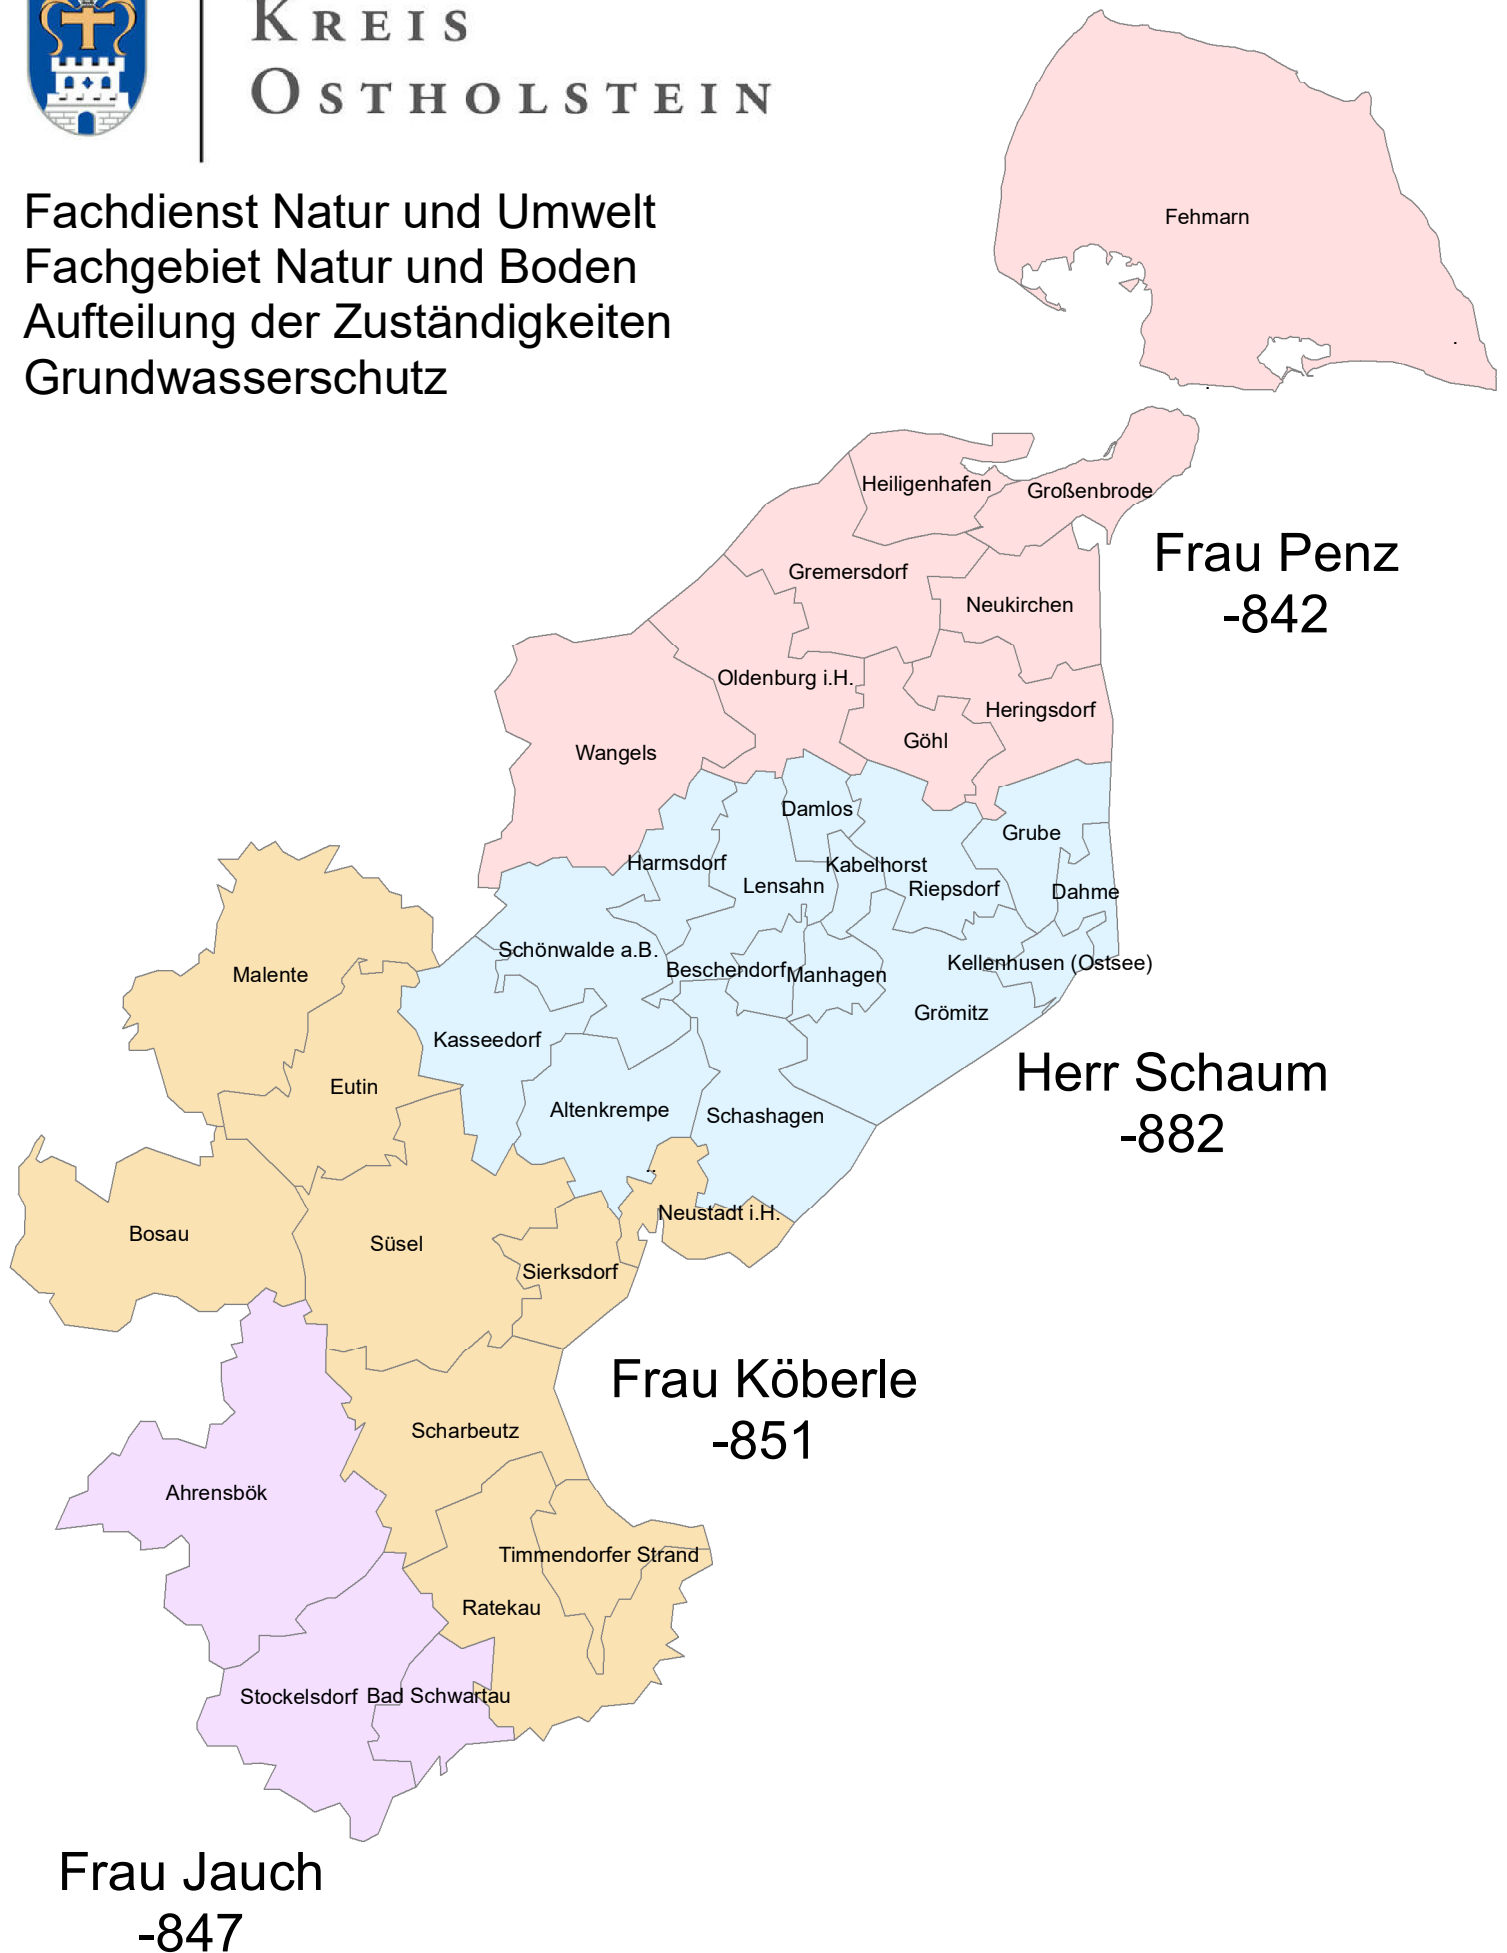 KREIS
OSTHOLSTEIN
Fachdienst Natur und Umwelt
Fachgebiet Natur und Boden
Aufteilung der Zuständigkeiten
Grundwasserschutz
Fehmarn
Heiligenhafen
Großenbrode
Frau Penz
-842
Gremersdorf
Neukirchen
Oldenburg i.H.
Heringsdorf
Göhl
Wangels
Damlos
Grube
Harmsdorf
Kabelhorst
Lensahn
Riepsdorf
Dahme
Schönwalde a.B.
Beschendorf
Manhagen
Kellenhusen (Ostsee)
Malente
Grömitz
Kasseedorf
Herr Schaum
-882
Eutin
Altenkrempe
Schashagen
Neustadt i.H.
Bosau
Süsel
Sierksdorf
Frau Köberle
-851
Scharbeutz
Ahrensbök
Timmendorfer Strand
Ratekau
Stockelsdorf
Bad Schwartau
Frau Jauch
-847